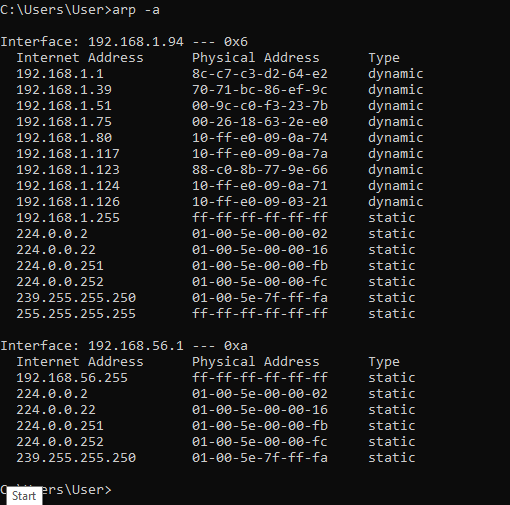 C:\Users\User>arp -a
Interface: 192.168.1.94 --- 0x6
Internet Address Physical Address Type
192.168.1.1 8c-c7-c3-d2-64-e2 dynamic
192.168.1.39 70-71-bc-86-ef-9c dynamic
192.168.1.51 00-9c-c0-f3-23-7b dynamic
192.168.1.75 00-26-18-63-2e-e0 dynamic
192.168.1.80 10-ff-e0-09-0a-74 dynamic
192.168.1.117 10-ff-e0-09-0a-7a dynamic
192.168.1.123 88-c0-8b-77-9e-66 dynamic
192.168.1.124 10-ff-e0-09-0a-71 dynamic
192.168.1.126 10-ff-e0-09-03-21 dynamic
192.168.1.255 ff-ff-ff-ff-ff-ff static
224.0.0.2 01-00-5e-00-00-02 static
224.0.0.22 01-00-5e-00-00-16 static
224.0.0.251 01-00-5e-00-00-fb static
224.0.0.252 01-00-5e-00-00-fc static
239.255.255.250 01-00-5e-7f-ff-fa static
255.255.255.255 ff-ff-ff-ff-ff-ff static
Interface: 192.168.56.1 --- 0xa
Internet Address Physical Address Type
192.168.56.255 ff-ff-ff-ff-ff-ff static
224.0.0.2 01-00-5e-00-00-02 static
224.0.0.22 01-00-5e-00-00-16 static
224.0.0.251 01-00-5e-00-00-fb static
224.0.0.252 01-00-5e-00-00-fc static
239.255.255.250 01-00-5e-7f-ff-fa static
C:\Users\User>
Start